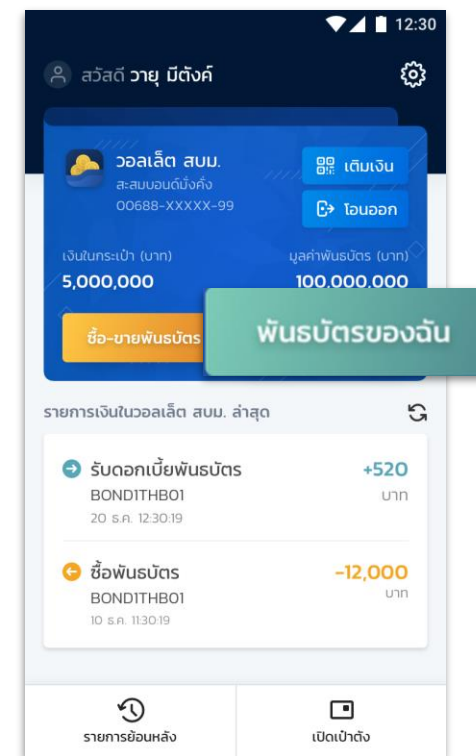 12:30
สวัสดี วายุ มีตังค์
วอลเล็ต สบม.
สะสมบอนด์มั่งคั่ง
00688-XXXXX-99
เติมเงิน
โอนออก
เงินในกระเป๋า (บาท)
5,000,000
มูลค่าพันธบัตร (บาท)
100,000,000
ซื้อ-ขายพันธบัตร
พันธบัตรของฉัน
รายการเงินในวอลเล็ต สบม. ล่าสุด
รับดอกเบี้ยพันธบัตร
+520
BOND1THB01
บาท
20 ธ.ค. 12:30:19
ซื้อพันธบัตร
-12,000
BOND1THB01
บาท
10 ธ.ค. 11:30:19
รายการย้อนหลัง
เปิดเป๋าตัง